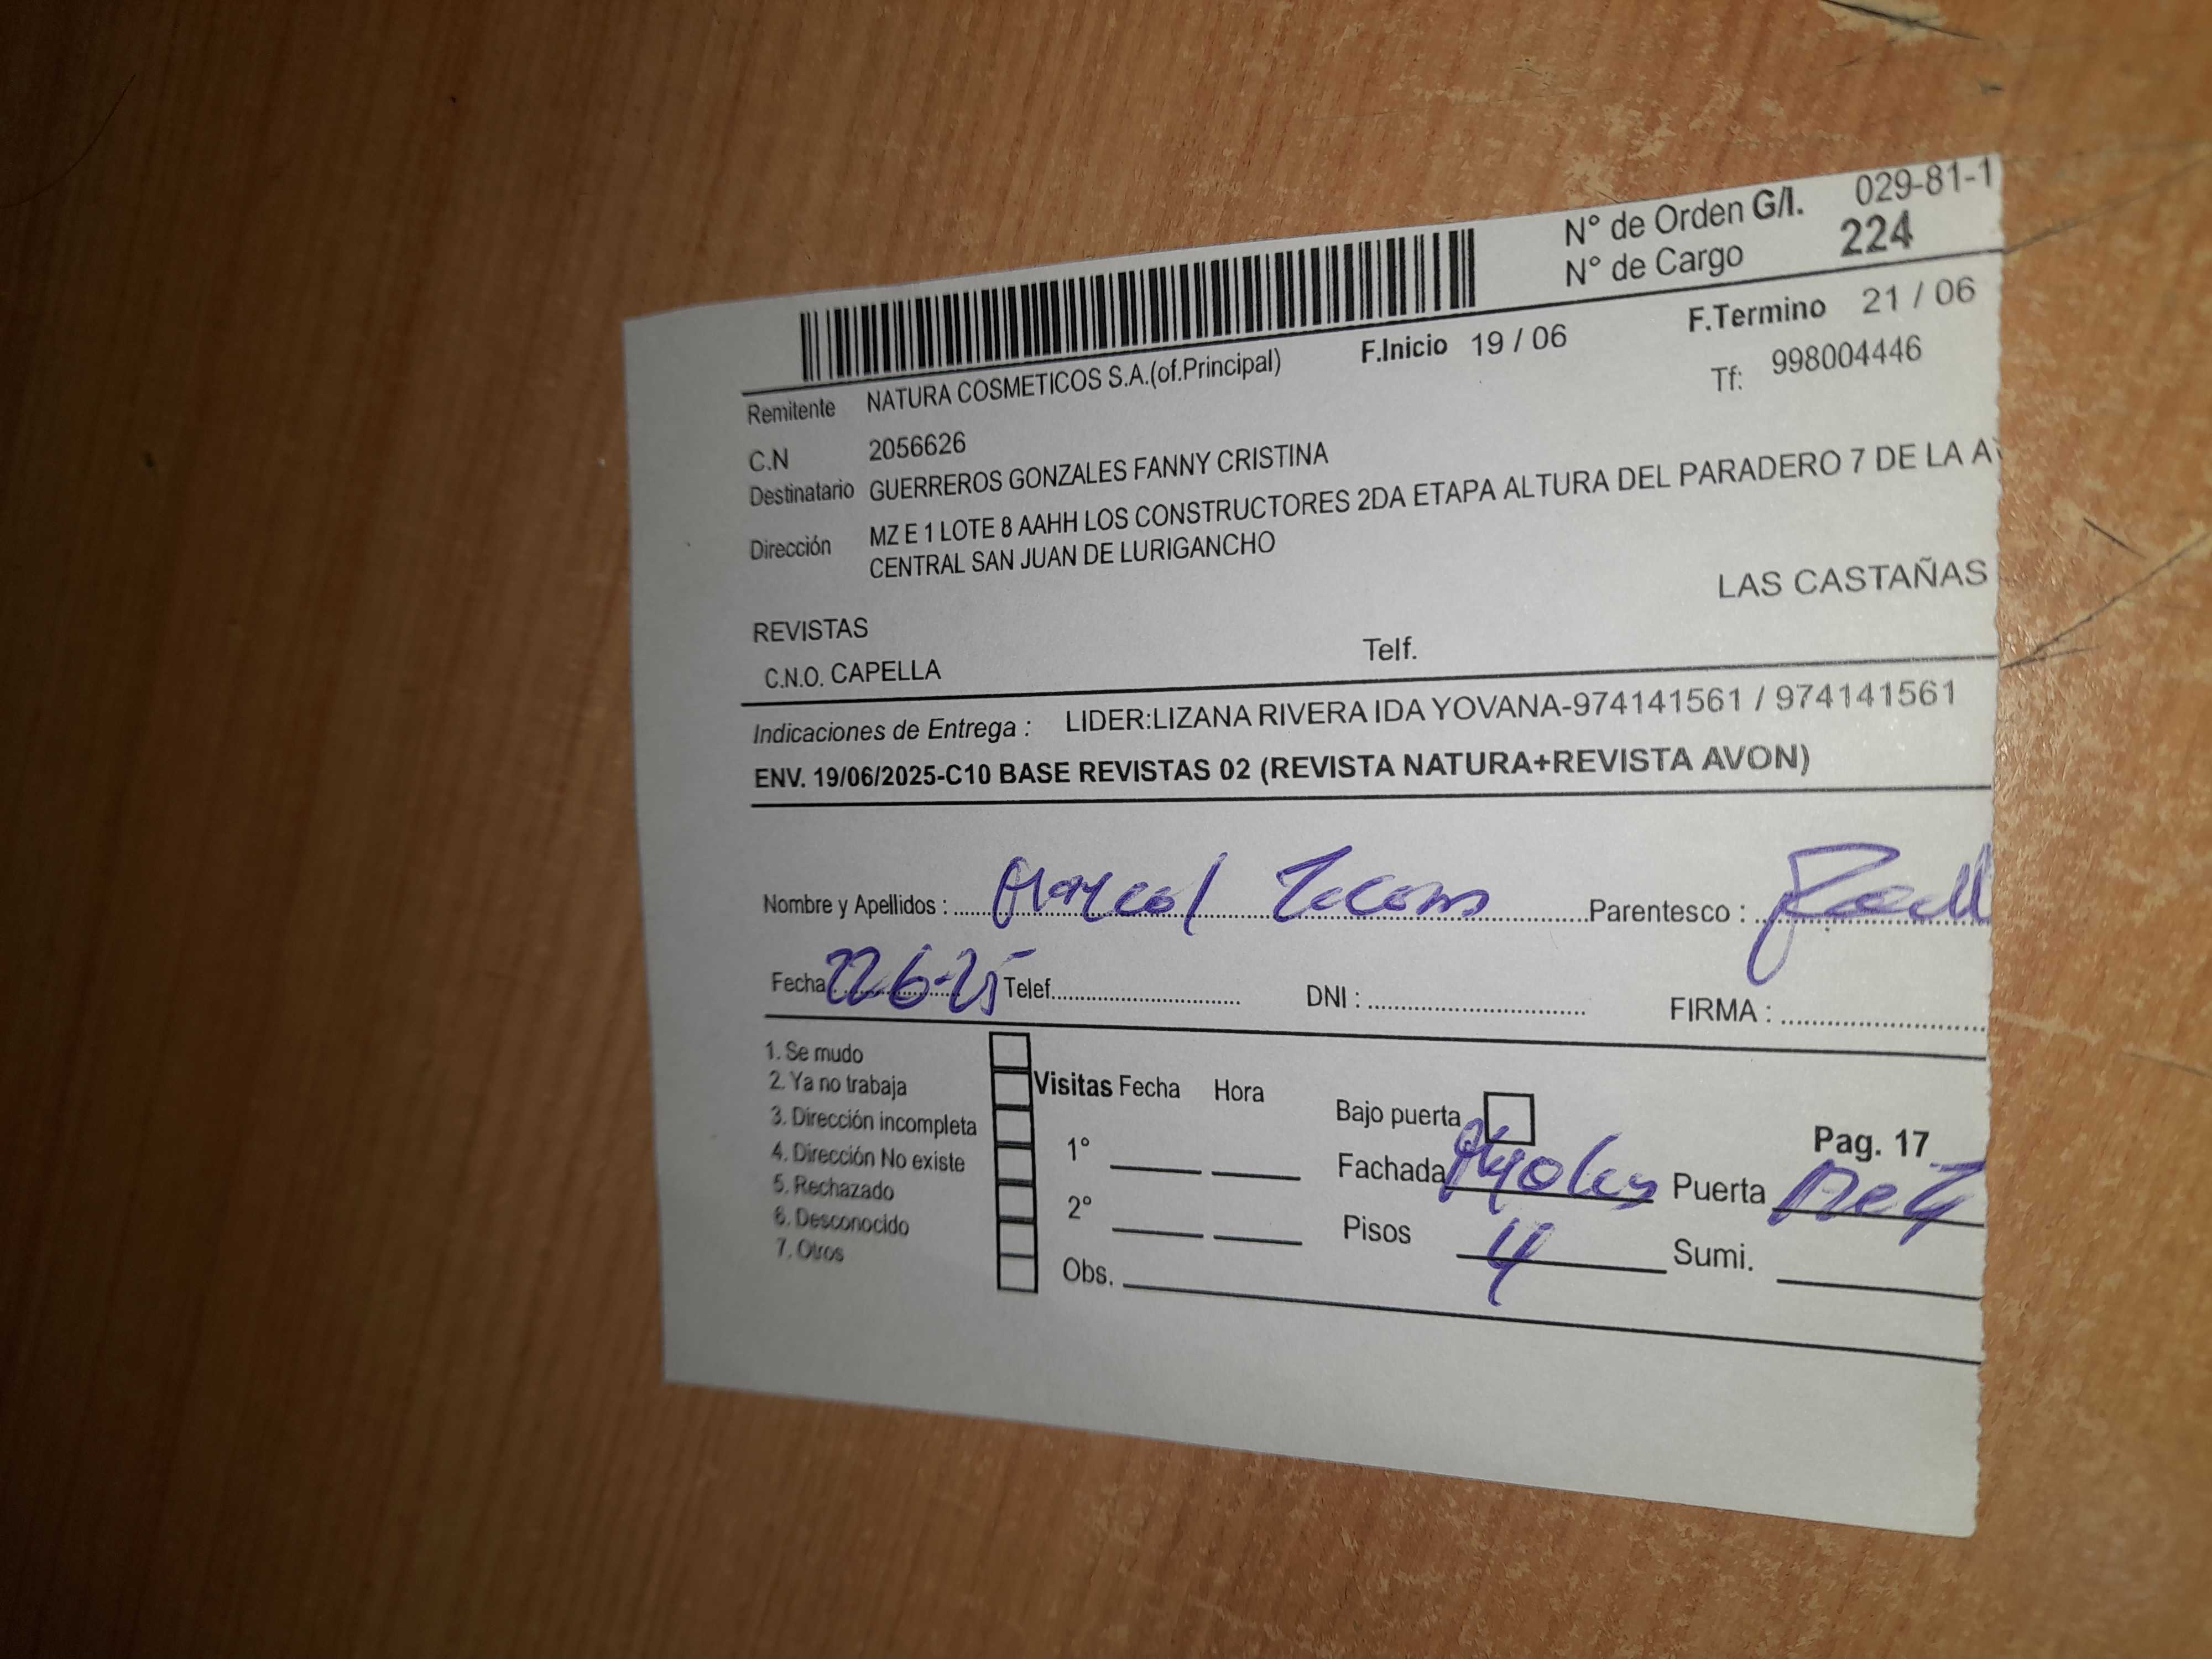 N° de Orden G/I. 029-81-1
N° de Cargo 224
F.Inicio 19 / 06 F.Termino 21 / 06
Remitente NATURA COSMETICOS S.A.(of.Principal) Tf: 998004446
C.N 2056626
Destinatario GUERREROS GONZALES FANNY CRISTINA
Dirección MZ E 1 LOTE 8 AAHH LOS CONSTRUCTORES 2DA ETAPA ALTURA DEL PARADERO 7 DE LA
CENTRAL SAN JUAN DE LURIGANCHO
LAS CASTAÑAS
REVISTAS
C.N.O. CAPELLA Telf.
Indicaciones de Entrega : LIDER:LIZANA RIVERA IDA YOVANA-974141561 / 974141561
ENV. 19/06/2025-C10 BASE REVISTAS 02 (REVISTA NATURA+REVISTA AVON)
Nombre y Apellidos : Parentesco :
Fecha 226-25 Telef. DNI : FIRMA :
1. Se mudo
2. Ya no trabaja
3. Dirección incompleta
4. Dirección No existe
5. Rechazado
6. Desconocido
7. Otros
Visitas Fecha Hora
1°
2°
Obs.
Bajo puerta
Pag. 17
Fachada Puerta
Pisos 4 Sumi.